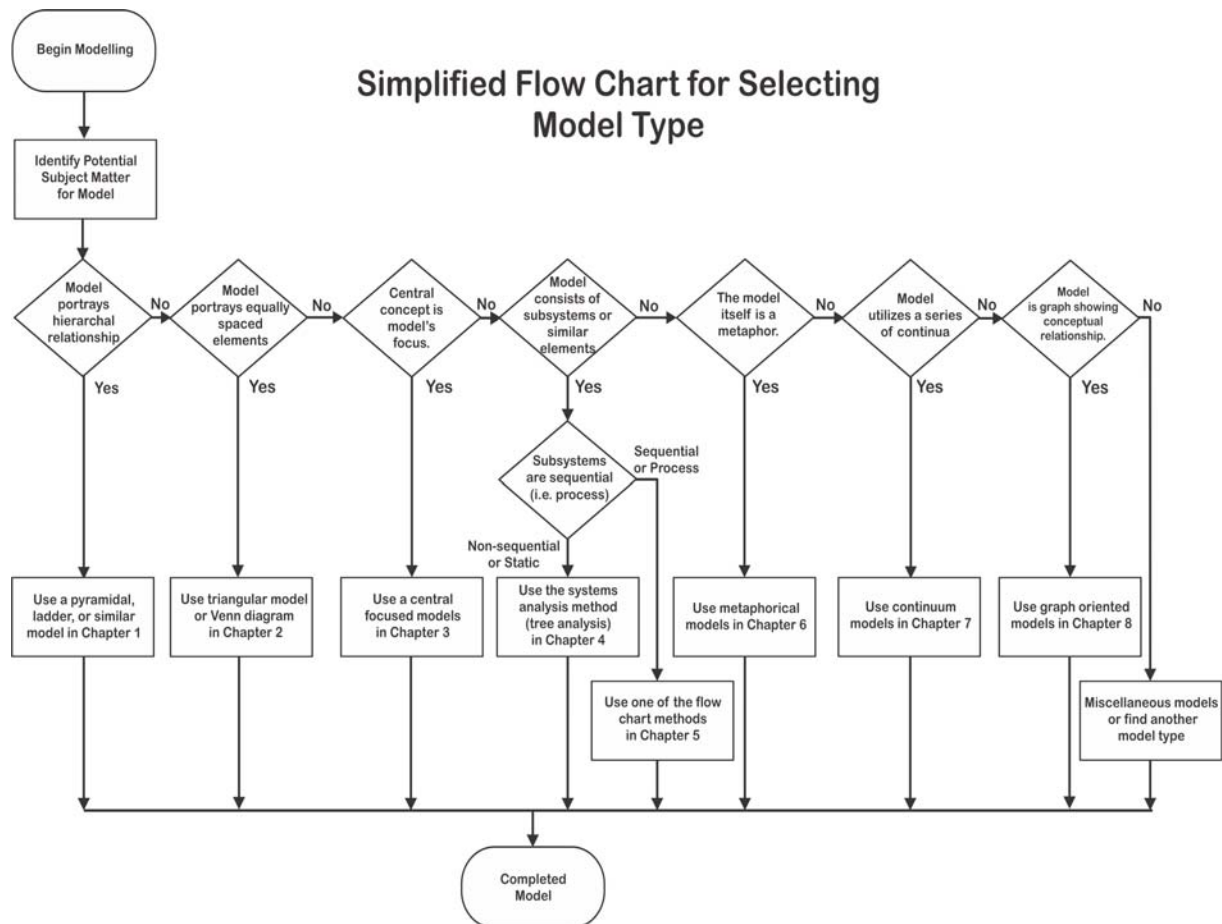 Begin Modelling
Simplified Flow Chart for Selecting
Model Type
Identify Potential
Subject Matter
for Model
Model
portrays
hierarchal
relationship
No
Model
portrays equally
spaced
elements
No
Central
concept is
model's
focus.
No
Model
consists of
subsystems or
similar
elements
No
The model
itself is a
metaphor.
No
Model
utilizes a series
of continua
No
Model
is graph showing
conceptual
relationship.
No
Yes
Yes
Yes
Yes
Yes
Yes
Yes
Subsystems
are sequential
(i.e. process)
Sequential
or Process
Non-sequential
or Static
Use a pyramidal,
ladder, or similar
model in Chapter 1
Use triangular model
or Venn diagram
in Chapter 2
Use a central
focused models
in Chapter 3
Use the systems
analysis method
(tree analysis)
in Chapter 4
Use metaphorical
models in Chapter 6
Use continuum
models in Chapter 7
Use graph oriented
models in Chapter 8
Use one of the flow
chart methods
in Chapter 5
Miscellaneous models
or find another
model type
Completed
Model